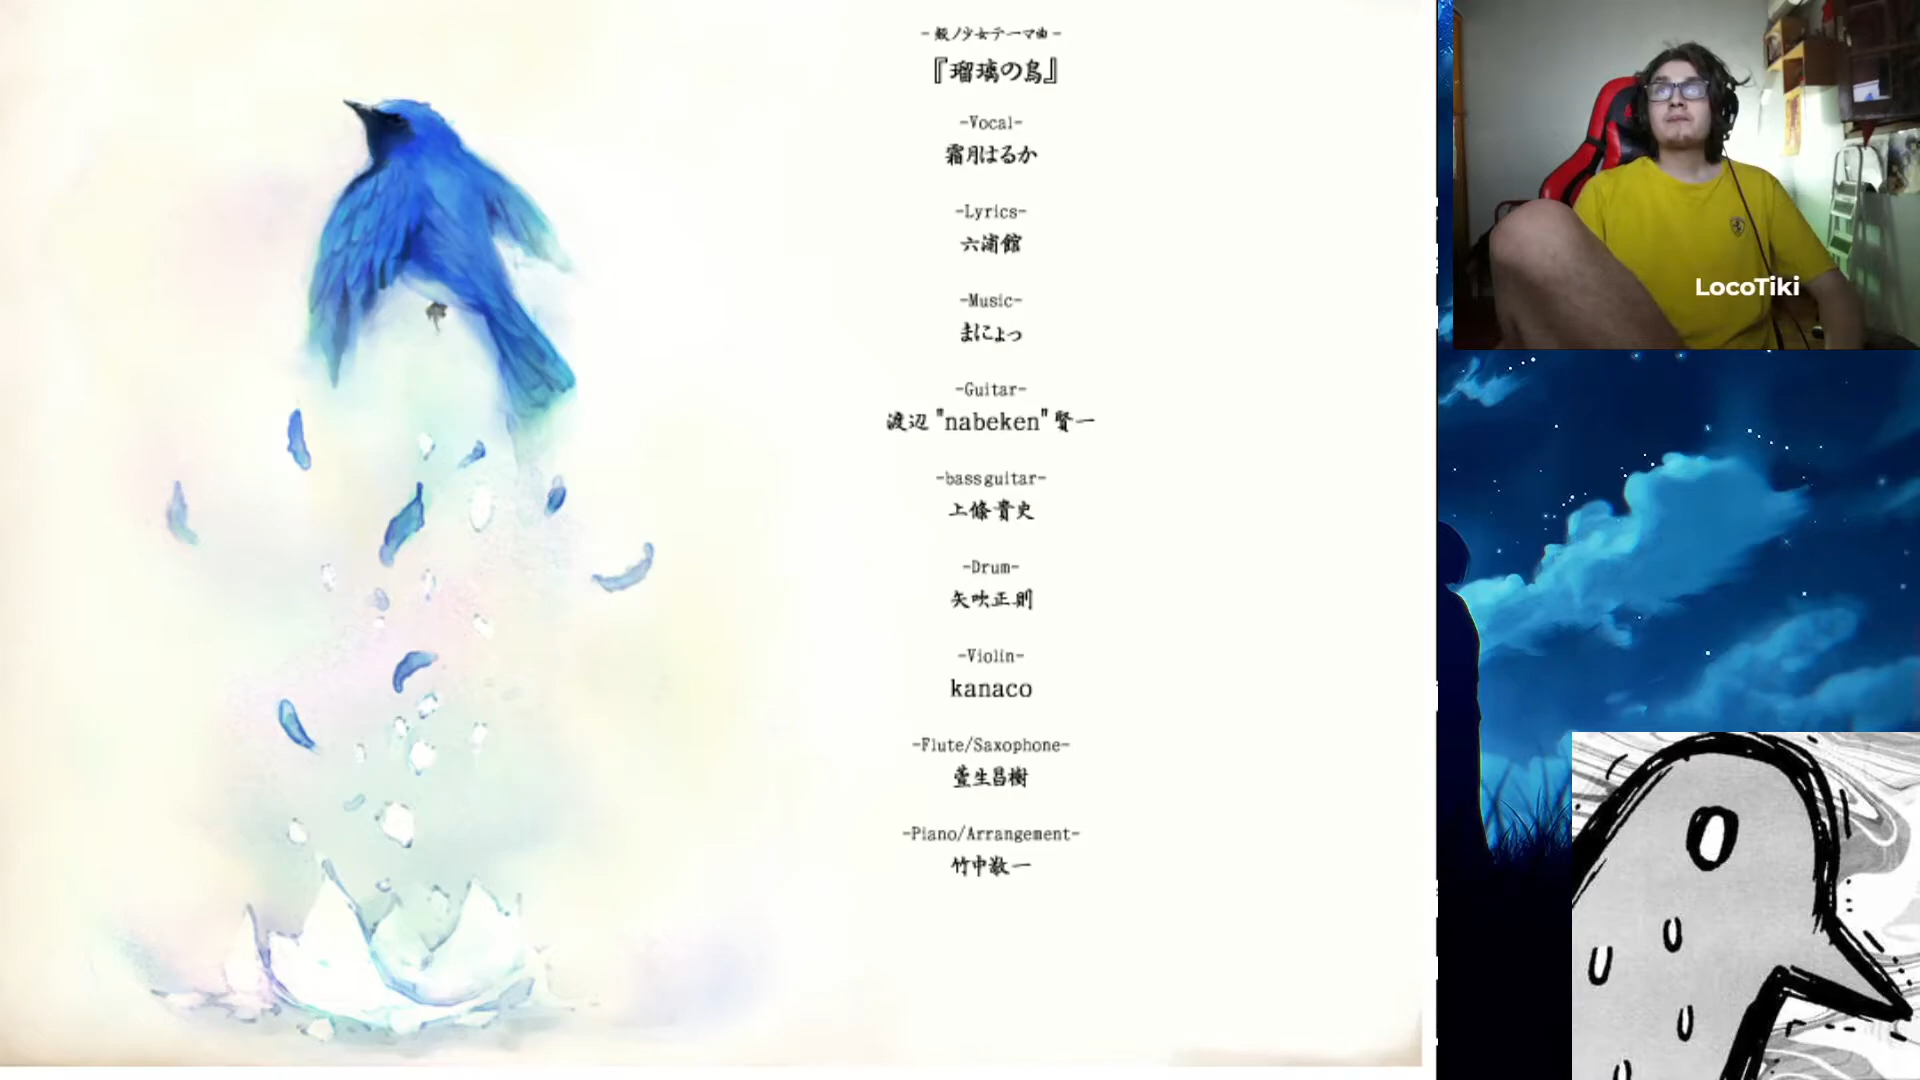 -殻ノ少女テーマ曲-
『瑠璃の鳥』
-Vocal-
霜月はるか
-Lyrics-
六浦館
-Music-
まにょっ
-Guitar-
渡辺"nabeken"賢一
-bass guitar-
上條貴史
-Drum-
矢吹正則
-Violin-
kanaco
-Flute/Saxophone-
萱生昌樹
-Piano/Arrangement-
竹中敬一
LocoTiki